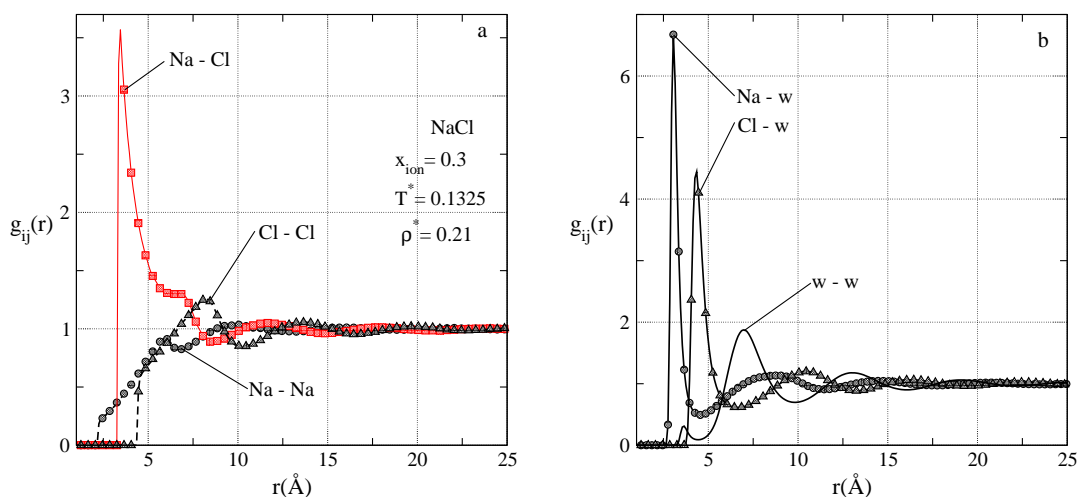 a
Na - Cl
NaCl
x_ion = 0.3
T* = 0.1325
ρ* = 0.21
Cl - Cl
Na - Na
g_ij(r)
0
1
2
3
5
10
15
20
25
r(Å)
b
Na - w
Cl - w
w - w
g_ij(r)
0
2
4
6
5
10
15
20
25
r(Å)